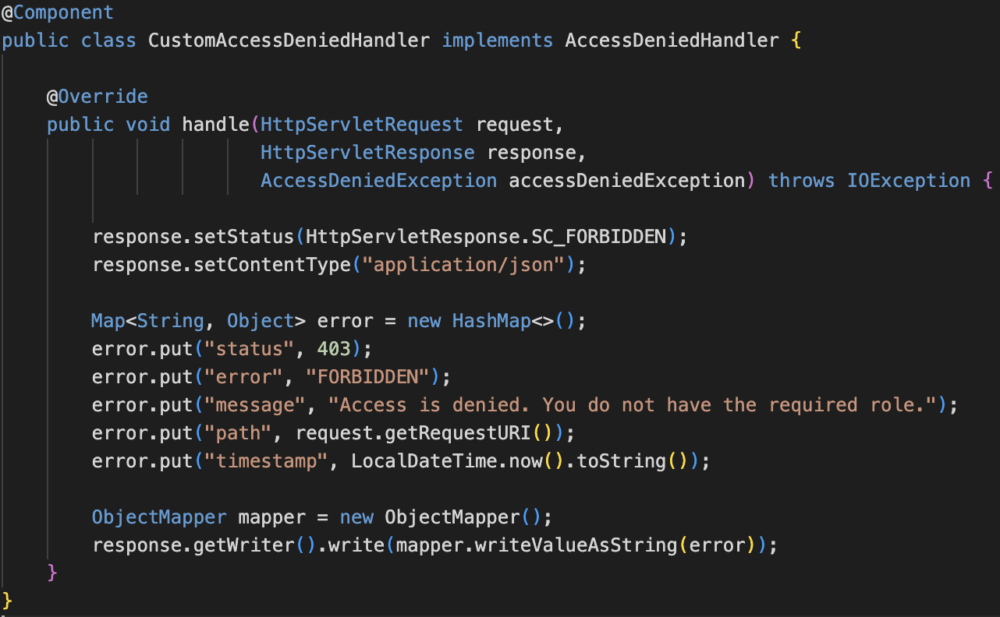 @Component
public class CustomAccessDeniedHandler implements AccessDeniedHandler {

    @Override
    public void handle(HttpServletRequest request,
                       HttpServletResponse response,
                       AccessDeniedException accessDeniedException) throws IOException {

        response.setStatus(HttpServletResponse.SC_FORBIDDEN);
        response.setContentType("application/json");

        Map<String, Object> error = new HashMap<>();
        error.put("status", 403);
        error.put("error", "FORBIDDEN");
        error.put("message", "Access is denied. You do not have the required role.");
        error.put("path", request.getRequestURI());
        error.put("timestamp", LocalDateTime.now().toString());

        ObjectMapper mapper = new ObjectMapper();
        response.getWriter().write(mapper.writeValueAsString(error));
    }
}